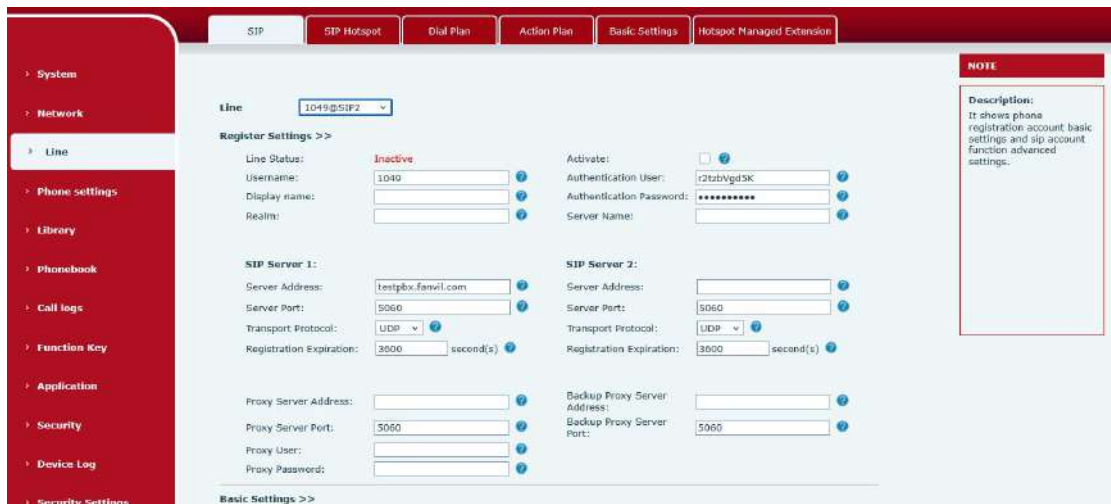 SIP SIP Hotspot Dial Plan Action Plan Basic Settings Hotspot Managed Extension
› System
› Network
› Line
› Phone settings
› Library
› Phonebook
› Call logs
› Function Key
› Application
› Security
› Device Log
› Security Settings
Line 1049@SIP2
Register Settings >>
Line Status: Inactive Activate:
Username: 1049 Authentication User: r2tzbVgd5K
Display name: Authentication Password: ••••••••••
Realm: Server Name:
SIP Server 1: SIP Server 2:
Server Address: testpbx.fanvil.com Server Address:
Server Port: 5060 Server Port: 5060
Transport Protocol: UDP Transport Protocol: UDP
Registration Expiration: 3600 second(s) Registration Expiration: 3600 second(s)
Proxy Server Address: Backup Proxy Server
Address:
Proxy Server Port: 5060 Backup Proxy Server
Port: 5060
Proxy User:
Proxy Password:
Basic Settings >>
NOTE
Description:
It shows phone
registration account basic
settings and sip account
function advanced
settings.